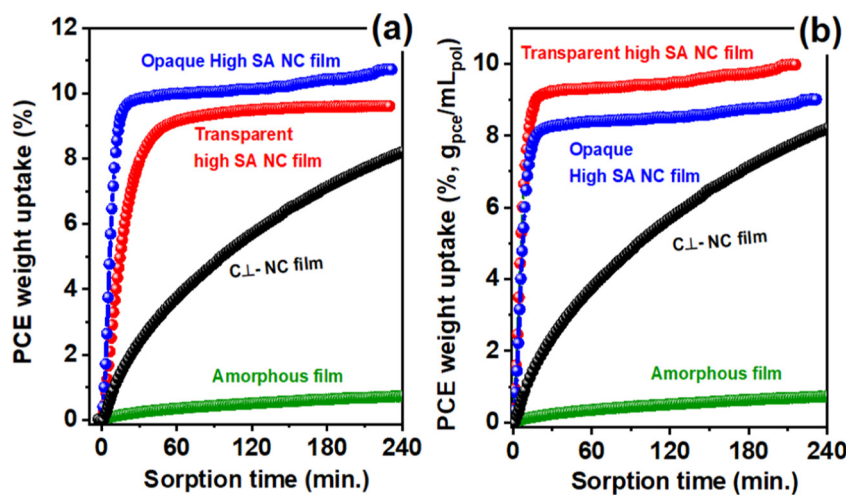 (a)
12
10
8
6
4
2
0
PCE weight uptake (%)
Opaque High SA NC film
Transparent
high SA NC film
C⊥- NC film
Amorphous film
0 60 120 180 240
Sorption time (min.)
(b)
10
8
6
4
2
0
PCE weight uptake (%, gpce/mLpol)
Transparent high SA NC film
Opaque
High SA NC film
C⊥- NC film
Amorphous film
0 60 120 180 240
Sorption time (min.)